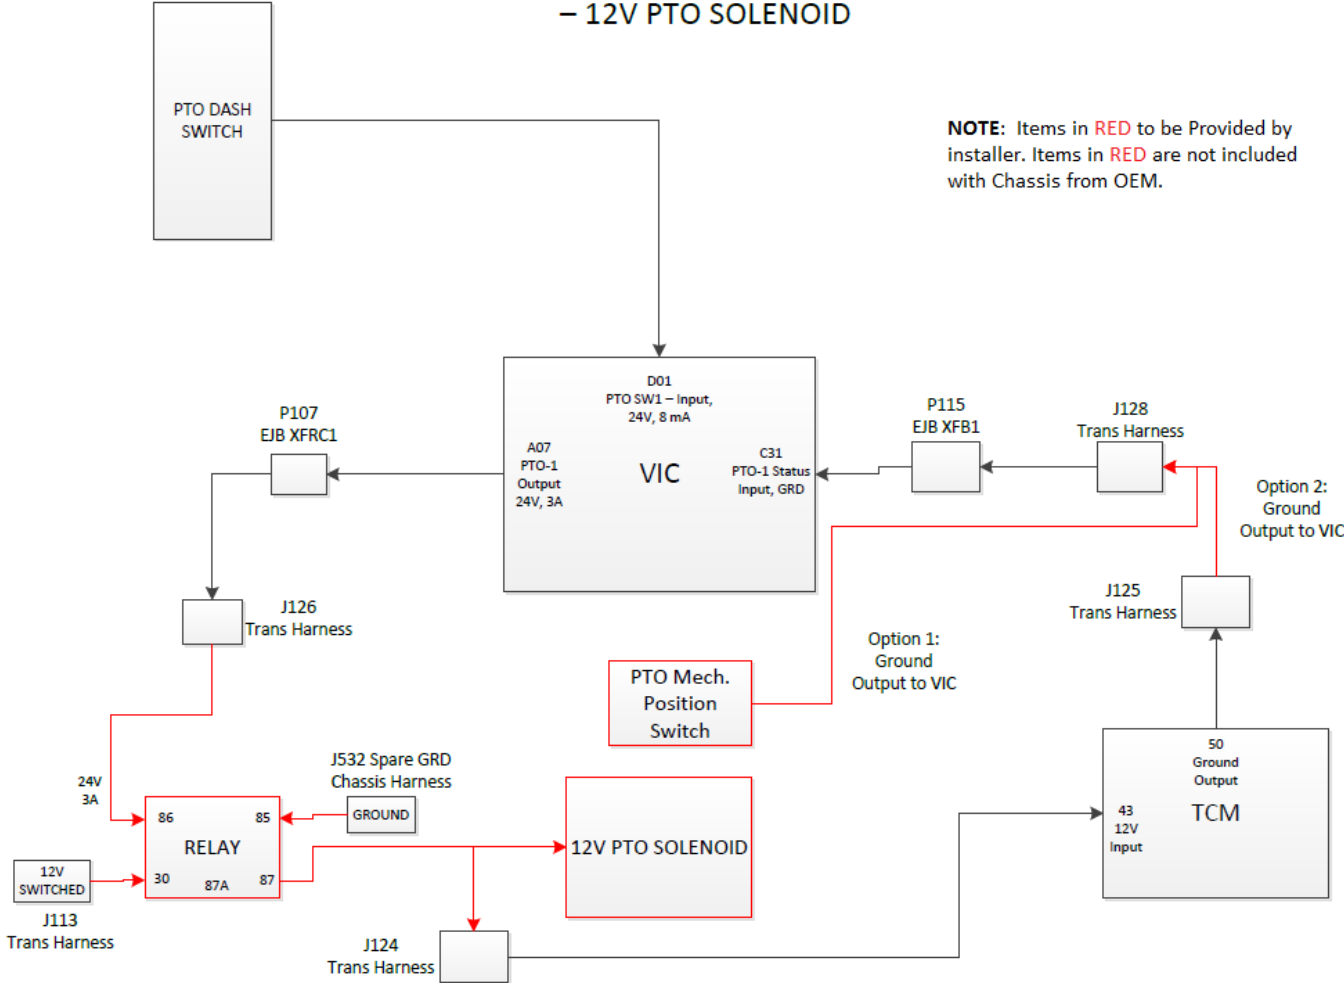 – 12V PTO SOLENOID
PTO DASH
SWITCH
NOTE: Items in RED to be Provided by
installer. Items in RED are not included
with Chassis from OEM.
D01
PTO SW1 – Input,
24V, 8 mA
A07
PTO-1
Output
24V, 3A
VIC
C31
PTO-1 Status
Input, GRD
P107
EJB XFRC1
P115
EJB XFB1
J128
Trans Harness
Option 2:
Ground
Output to VIC
J126
Trans Harness
J125
Trans Harness
Option 1:
Ground
Output to VIC
PTO Mech.
Position
Switch
J532 Spare GRD
Chassis Harness
GROUND
24V
3A
86
85
RELAY
30
87A
87
12V
SWITCHED
J113
Trans Harness
12V PTO SOLENOID
J124
Trans Harness
50
Ground
Output
TCM
43
12V
Input